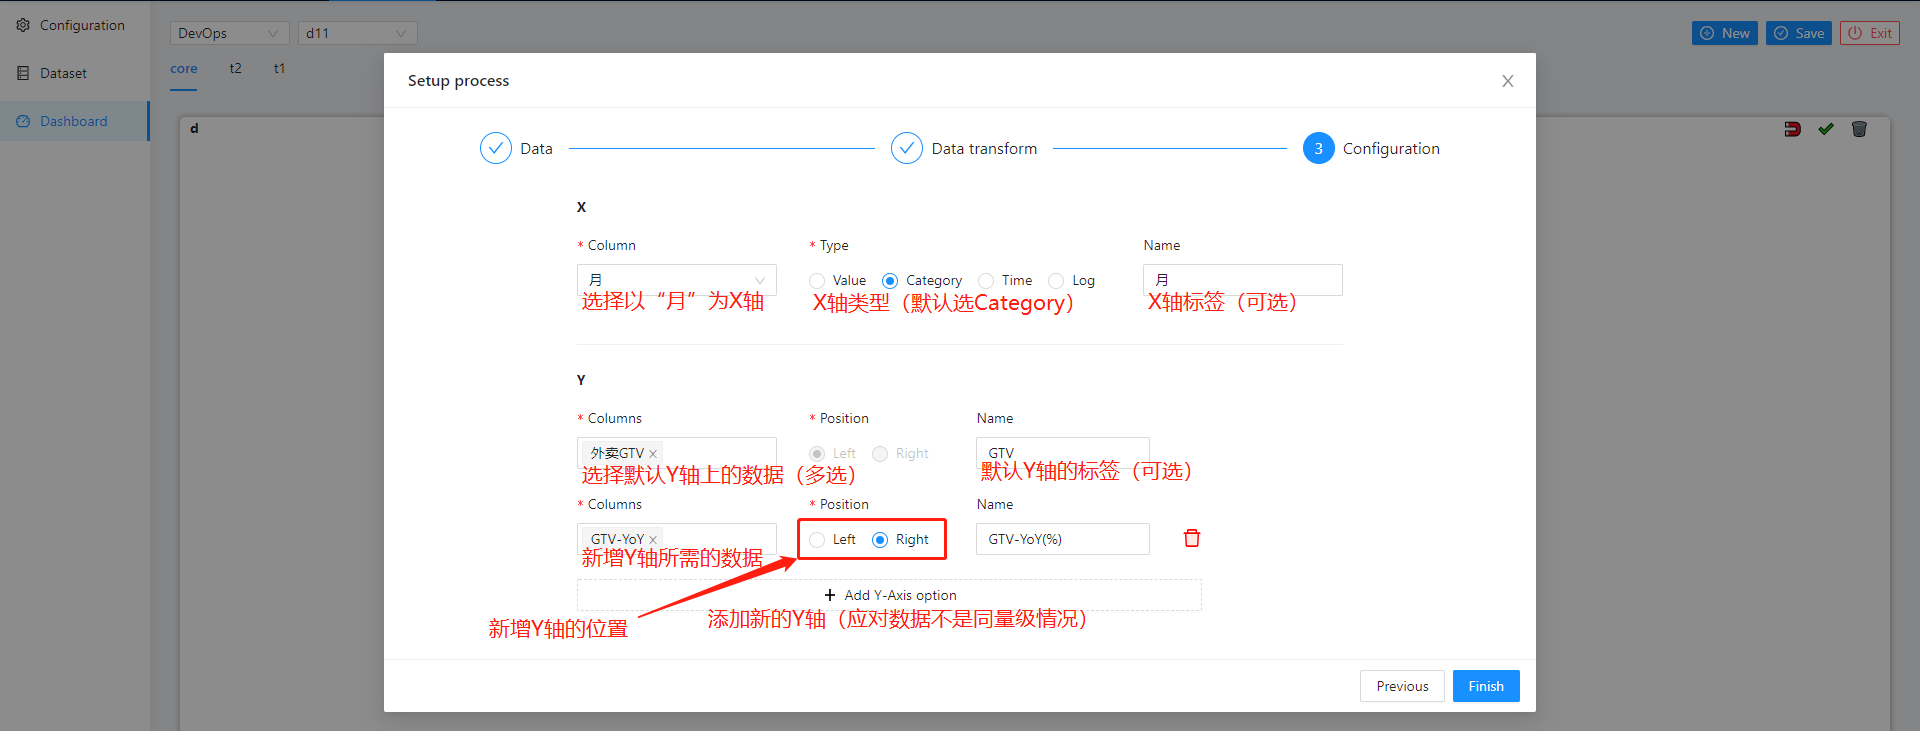 Configuration
Dataset
Dashboard
DevOps
d11
New
Save
Exit
core
t2
t1
d
Setup process
Data
Data transform
3
Configuration
X
* Column
* Type
Name
月
Value
Category
Time
Log
月
选择以“月”为X轴
X轴类型（默认选Category）
X轴标签（可选）
Y
* Columns
* Position
Name
外卖GTV
Left
Right
GTV
选择默认Y轴上的数据（多选）
默认Y轴的标签（可选）
* Columns
* Position
Name
GTV-YoY
Left
Right
GTV-YoY(%)
新增Y轴所需的数据
+ Add Y-Axis option
新增Y轴的位置
添加新的Y轴（应对数据不是同量级情况）
Previous
Finish